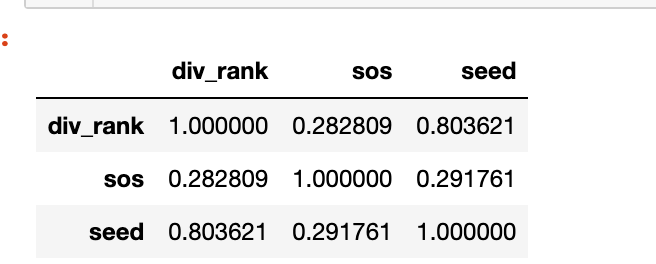 :
div_rank sos seed
div_rank 1.000000 0.282809 0.803621
sos 0.282809 1.000000 0.291761
seed 0.803621 0.291761 1.000000